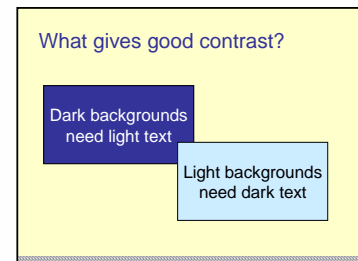 What gives good contrast?
Dark backgrounds
need light text
Light backgrounds
need dark text